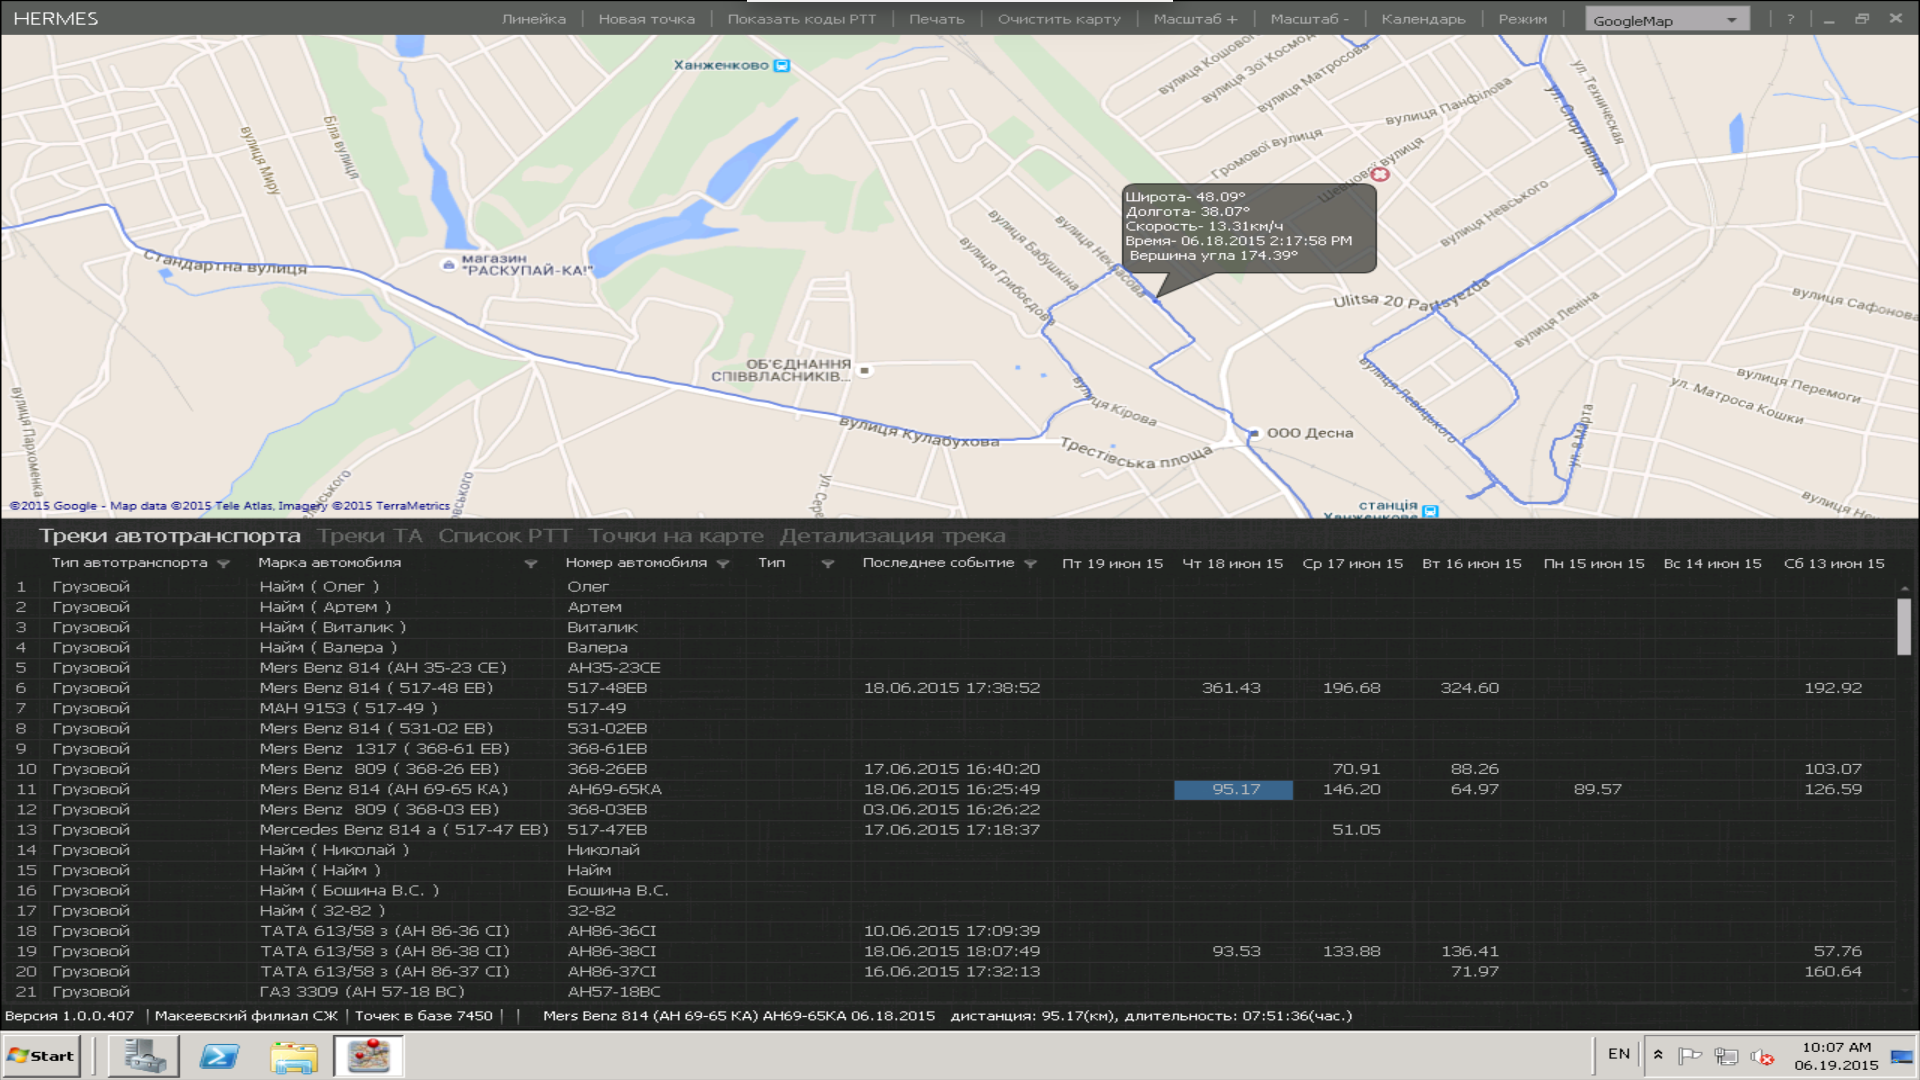 HERMES
Линейка | Новая точка | Показать коды РТТ | Печать | Очистить карту | Масштаб + | Масштаб - | Календарь | Режим | GoogleMap | ? |
Ханженково
вулиця Миру
Біла вулиця
вулиця Кошової
вулиця Зої Космод
вулиця Матросова
вулиця Панфілова
ул. Техническая
ул. Спортивная
Громової вулиця
Шевцової вулиця
вулиця Невського
Широта- 48.09°
Долгота- 38.07°
Скорость- 13.31км/ч
Время- 06.18.2015 2:17:58 PM
Вершина угла 174.39°
Стандартна вулиця
магазин
"РАСКУПАЙ-КА!"
вулиця Некрасова
вулиця Бабушкіна
вулиця Грибоєдова
Ulitsa 20 Partsyezda
вулиця Леніна
вулиця Сафонова
ОБ'ЄДНАННЯ
СПІВВЛАСНИКІВ...
вулиця Пархоменка
вулиця Кірова
вулиця Левицького
вулиця Перемоги
ул. Матроса Кошки
ул. 8 Марта
вулиця Кулабухова
Трестівська площа
ООО Десна
ул. Серо
станція
Ханженково
©2015 Google - Map data ©2015 Tele Atlas, Imagery ©2015 TerraMetrics
Треки автотранспорта Треки ТА Список РТТ Точки на карте Детализация трека
Тип автотранспорта Марка автомобиля Номер автомобиля Тип Последнее событие Пт 19 июн 15 Чт 18 июн 15 Ср 17 июн 15 Вт 16 июн 15 Пн 15 июн 15 Вс 14 июн 15 Сб 13 июн 15
1 Грузовой Найм ( Олег ) Олег
2 Грузовой Найм ( Артем ) Артем
3 Грузовой Найм ( Виталик ) Виталик
4 Грузовой Найм ( Валера ) Валера
5 Грузовой Mers Benz 814 (АН 35-23 СЕ) АН35-23СЕ
6 Грузовой Mers Benz 814 ( 517-48 ЕВ) 517-48ЕВ 18.06.2015 17:38:52 361.43 196.68 324.60 192.92
7 Грузовой МАН 9153 ( 517-49 ) 517-49
8 Грузовой Mers Benz 814 ( 531-02 ЕВ) 531-02ЕВ
9 Грузовой Mers Benz 1317 ( 368-61 ЕВ) 368-61ЕВ
10 Грузовой Mers Benz 809 ( 368-26 ЕВ) 368-26ЕВ 17.06.2015 16:40:20 70.91 88.26 103.07
11 Грузовой Mers Benz 814 (АН 69-65 КА) АН69-65КА 18.06.2015 16:25:49 95.17 146.20 64.97 89.57 126.59
12 Грузовой Mers Benz 809 ( 368-03 ЕВ) 368-03ЕВ 03.06.2015 16:26:22
13 Грузовой Mercedes Benz 814 а ( 517-47 ЕВ) 517-47ЕВ 17.06.2015 17:18:37 51.05
14 Грузовой Найм ( Николай ) Николай
15 Грузовой Найм ( Найм ) Найм
16 Грузовой Найм ( Бошина В.С. ) Бошина В.С.
17 Грузовой Найм ( 32-82 ) 32-82
18 Грузовой ТАТА 613/58 з (АН 86-36 СІ) АН86-36СІ 10.06.2015 17:09:39
19 Грузовой ТАТА 613/58 з (АН 86-38 СІ) АН86-38СІ 18.06.2015 18:07:49 93.53 133.88 136.41 57.76
20 Грузовой ТАТА 613/58 з (АН 86-37 СІ) АН86-37СІ 16.06.2015 17:32:13 71.97 160.64
21 Грузовой ГАЗ 3309 (АН 57-18 ВС) АН57-18ВС
Версия 1.0.0.407 | Макеевский филиал СЖ | Точек в базе 7450 | | Mers Benz 814 (АН 69-65 КА) АН69-65КА 06.18.2015 дистанция: 95.17(км), длительность: 07:51:36(час.)
Start EN 10:07 AM
06.19.2015